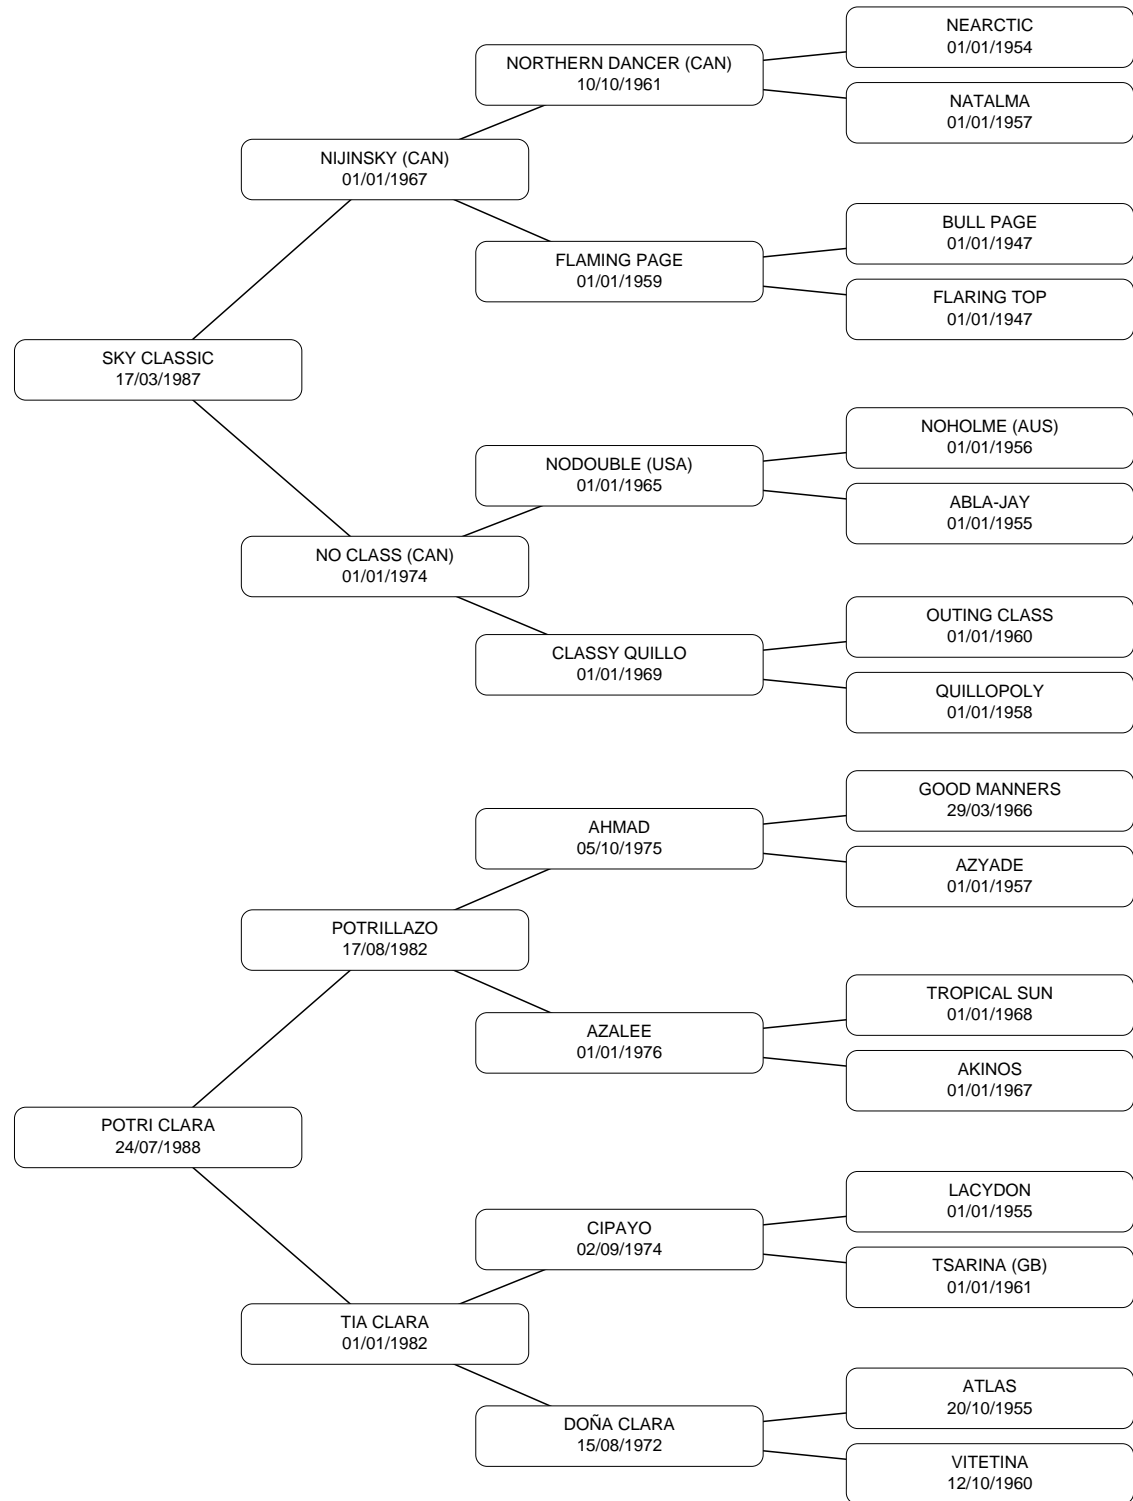 NEARCTIC
01/01/1954
NORTHERN DANCER (CAN)
10/10/1961
NATALMA
01/01/1957
NIJINSKY (CAN)
01/01/1967
BULL PAGE
01/01/1947
FLAMING PAGE
01/01/1959
FLARING TOP
01/01/1947
SKY CLASSIC
17/03/1987
NOHOLME (AUS)
01/01/1956
NODOUBLE (USA)
01/01/1965
ABLA-JAY
01/01/1955
NO CLASS (CAN)
01/01/1974
OUTING CLASS
01/01/1960
CLASSY QUILLO
01/01/1969
QUILLOPOLY
01/01/1958
GOOD MANNERS
29/03/1966
AHMAD
05/10/1975
AZYADE
01/01/1957
POTRILLAZO
17/08/1982
TROPICAL SUN
01/01/1968
AZALEE
01/01/1976
AKINOS
01/01/1967
POTRI CLARA
24/07/1988
LACYDON
01/01/1955
CIPAYO
02/09/1974
TSARINA (GB)
01/01/1961
TIA CLARA
01/01/1982
ATLAS
20/10/1955
DOÑA CLARA
15/08/1972
VITETINA
12/10/1960